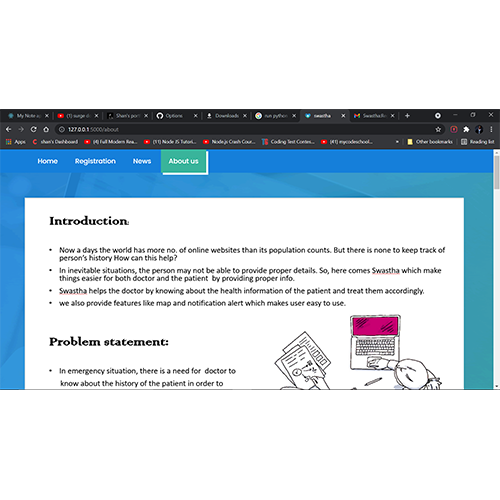 My Note a
(1) surge d
Shan's port
Options
Downloads
run python
swastha
Swastha.
127.0.0.1:5000/about
Apps
shan's Dashboard
(4) Full Modern Rea...
(11) Node JS Tutori...
Node.js Crash Cour...
Coding Test Contes...
(41) mycodeschool...
Other bookmarks
Reading list
Home
Registration
News
About us
Introduction:
• Now a days the world has more no. of online websites than its population counts. But there is none to keep track of
person's history How can this help?
• In inevitable situations, the person may not be able to provide proper details. So, here comes Swastha which make
things easier for both doctor and the patient by providing proper info.
• Swastha helps the doctor by knowing about the health information of the patient and treat them accordingly.
• we also provide features like map and notification alert which makes user easy to use.
Problem statement:
• In emergency situation, there is a need for doctor to
know about the history of the patient in order to